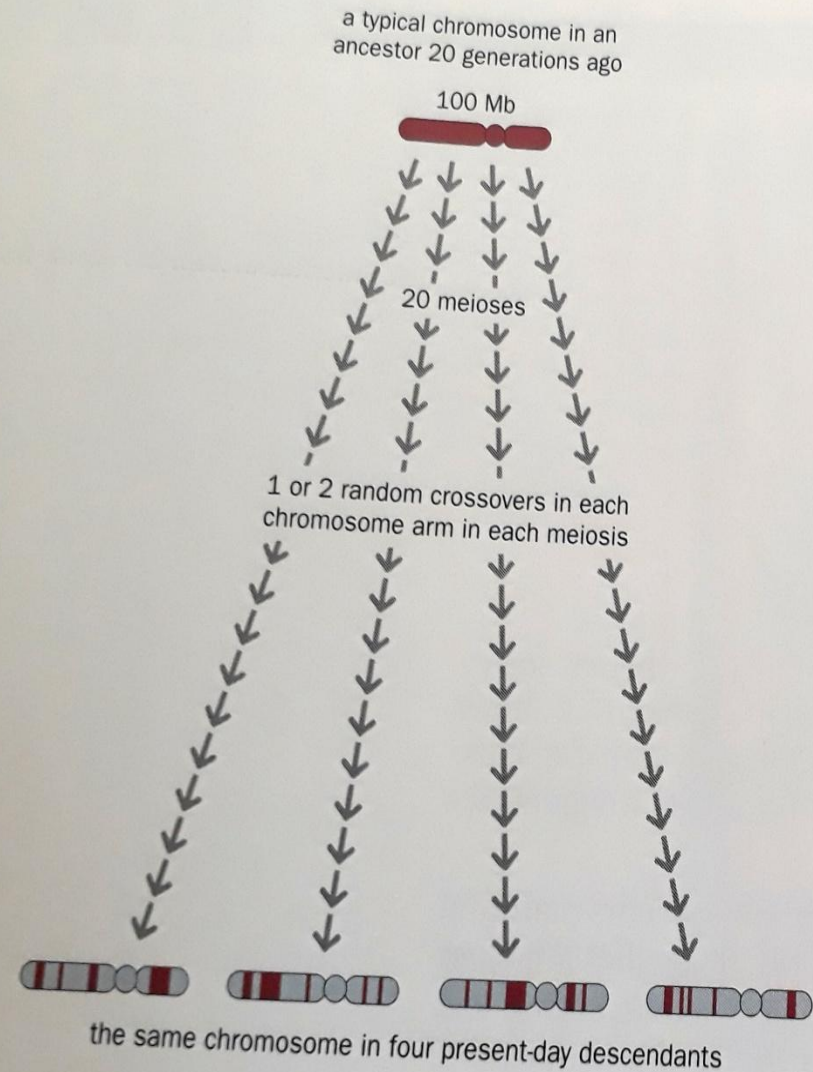 a typical chromosome in an
ancestor 20 generations ago
100 Mb
20 meioses
1 or 2 random crossovers in each
chromosome arm in each meiosis
the same chromosome in four present-day descendants